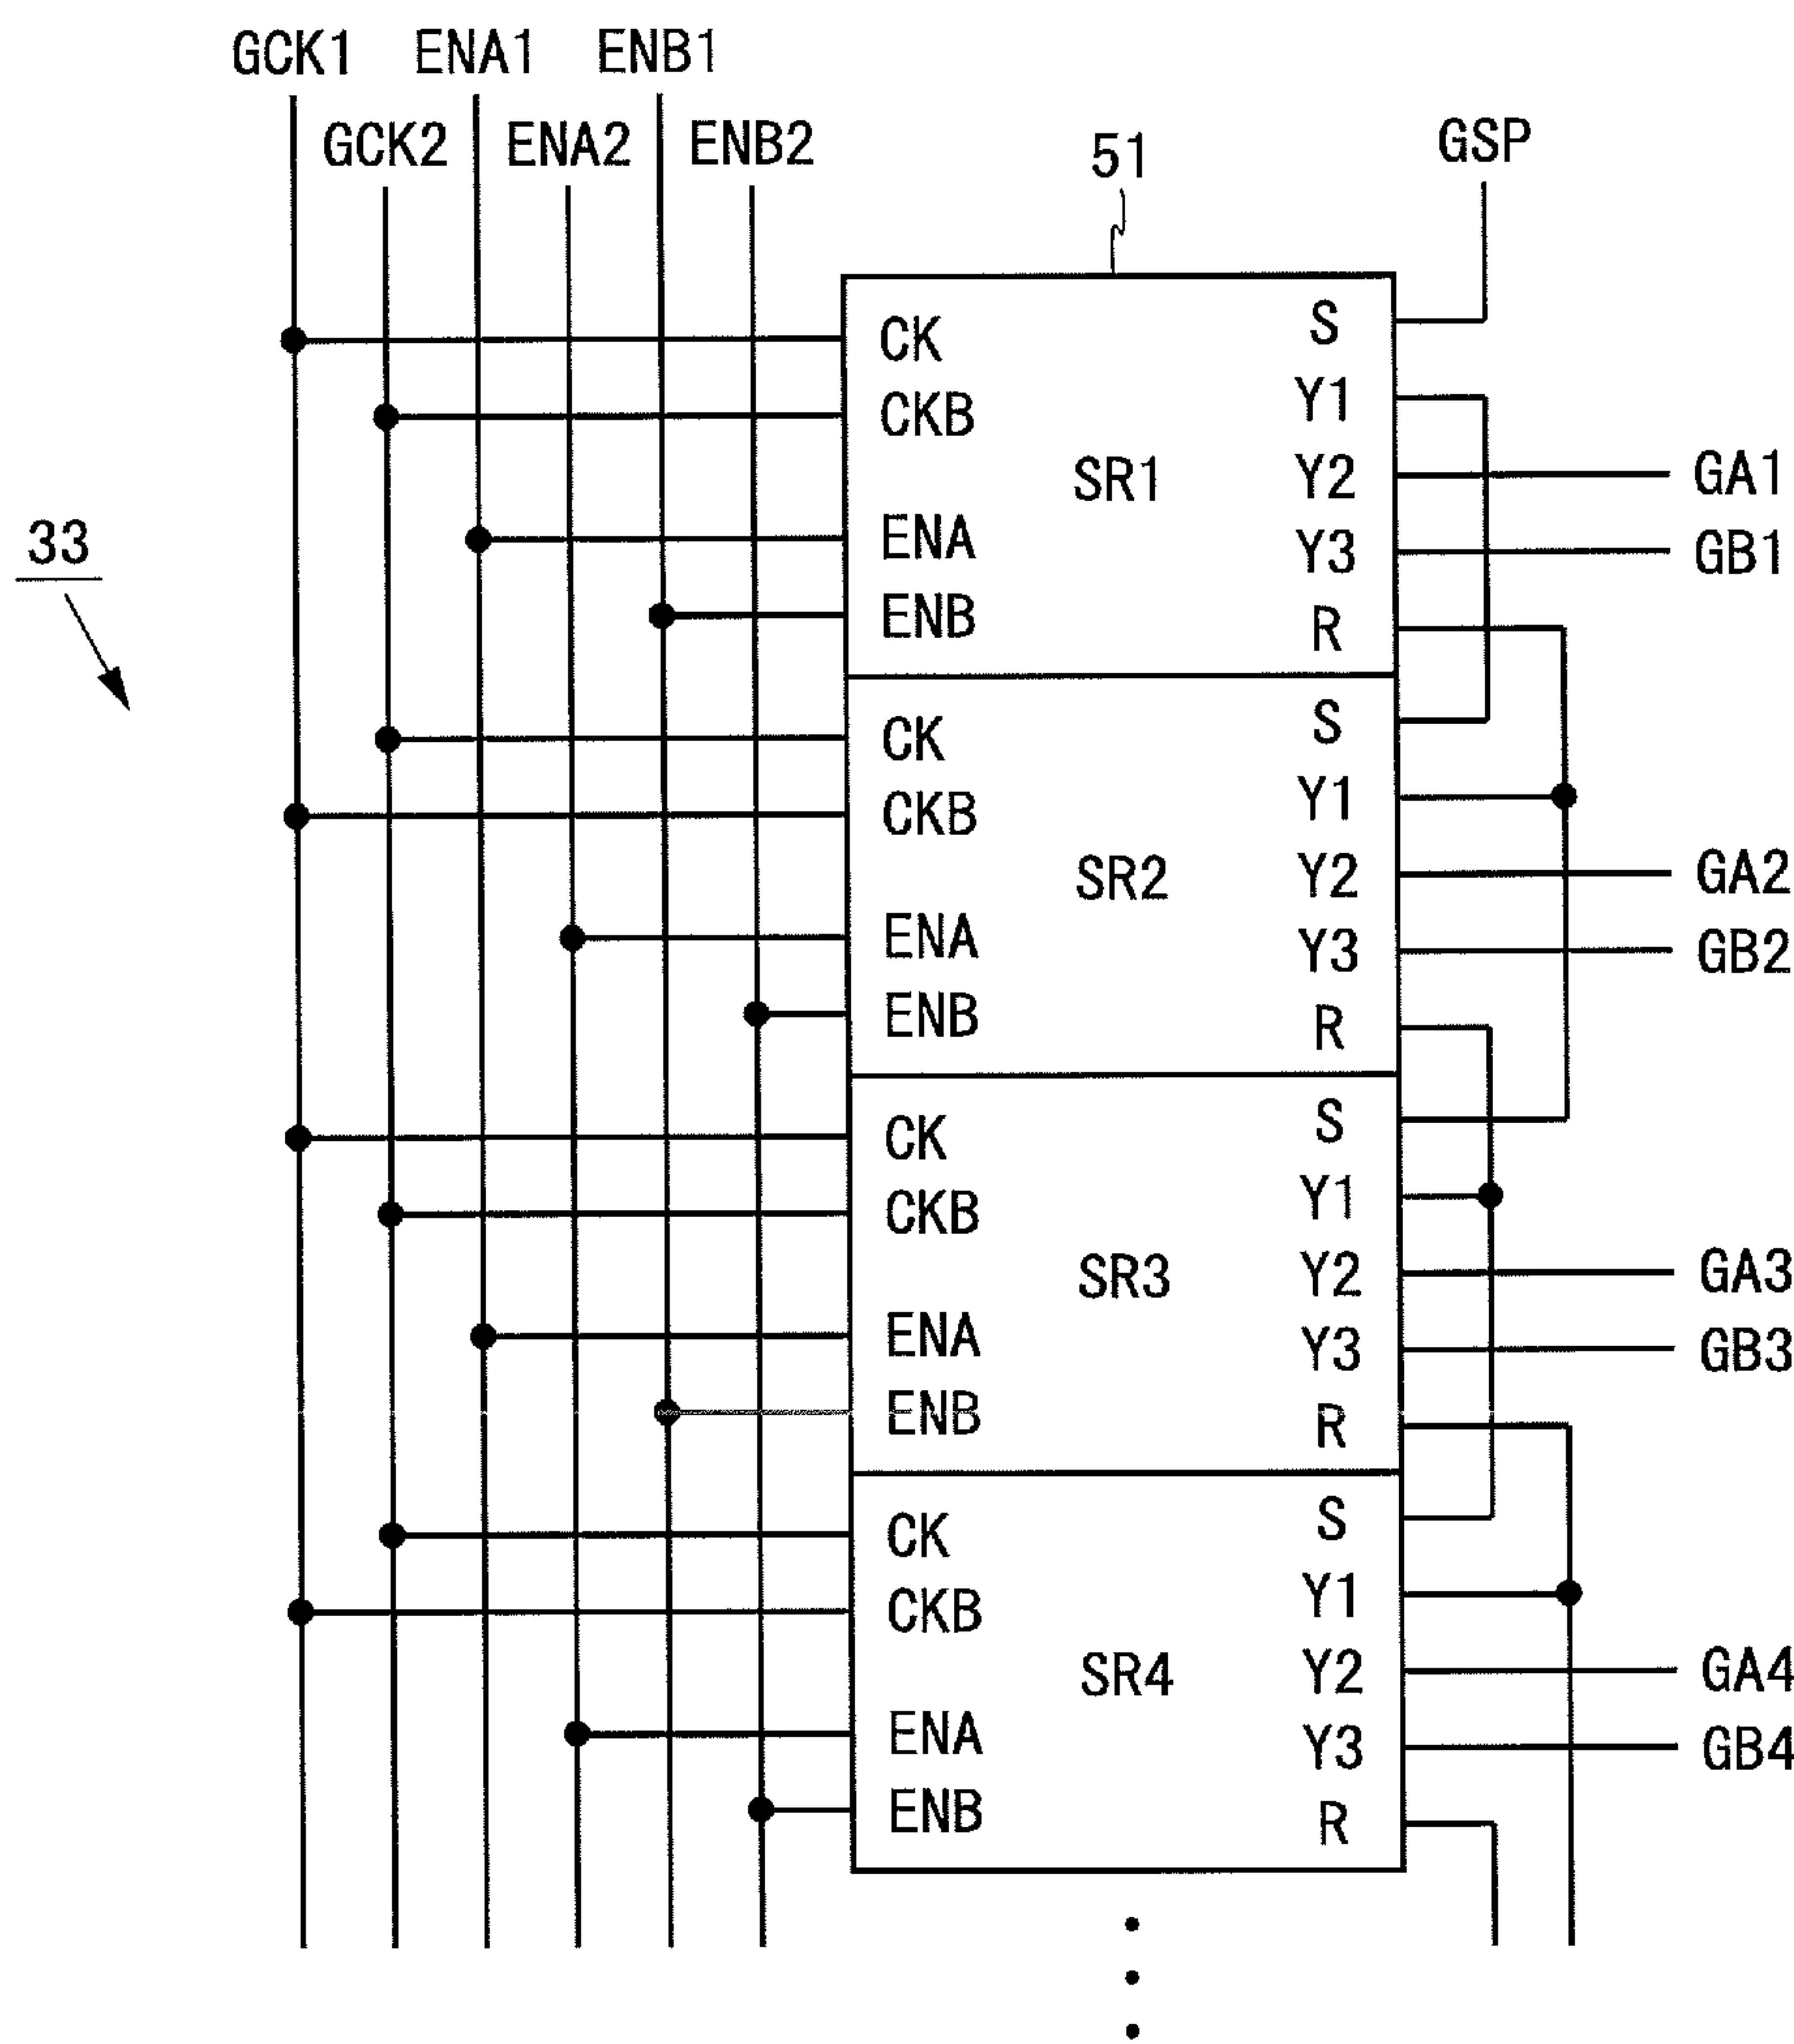 GCK1 ENA1 ENB1
GCK2 ENA2 ENB2 51 GSP
33
CK S
CKB Y1
SR1 Y2 GA1
ENA Y3 GB1
ENB R
CK S
CKB Y1
SR2 Y2 GA2
ENA Y3 GB2
ENB R
CK S
CKB Y1
SR3 Y2 GA3
ENA Y3 GB3
ENB R
CK S
CKB Y1
SR4 Y2 GA4
ENA Y3 GB4
ENB R